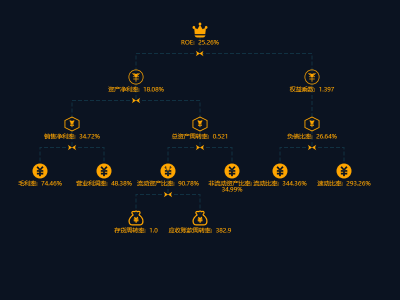 ROE: 25.26%
资产净利率: 18.08%
权益乘数: 1.397
销售净利率: 34.72%
总资产周转率: 0.521
负债比率: 26.64%
毛利率: 74.46%
营业利润率: 48.38%
流动资产比率: 90.78%
非流动资产比率:
34.99%
流动比率: 344.36%
速动比率: 293.26%
存货周转率: 1.0
应收账款周转率: 382.9